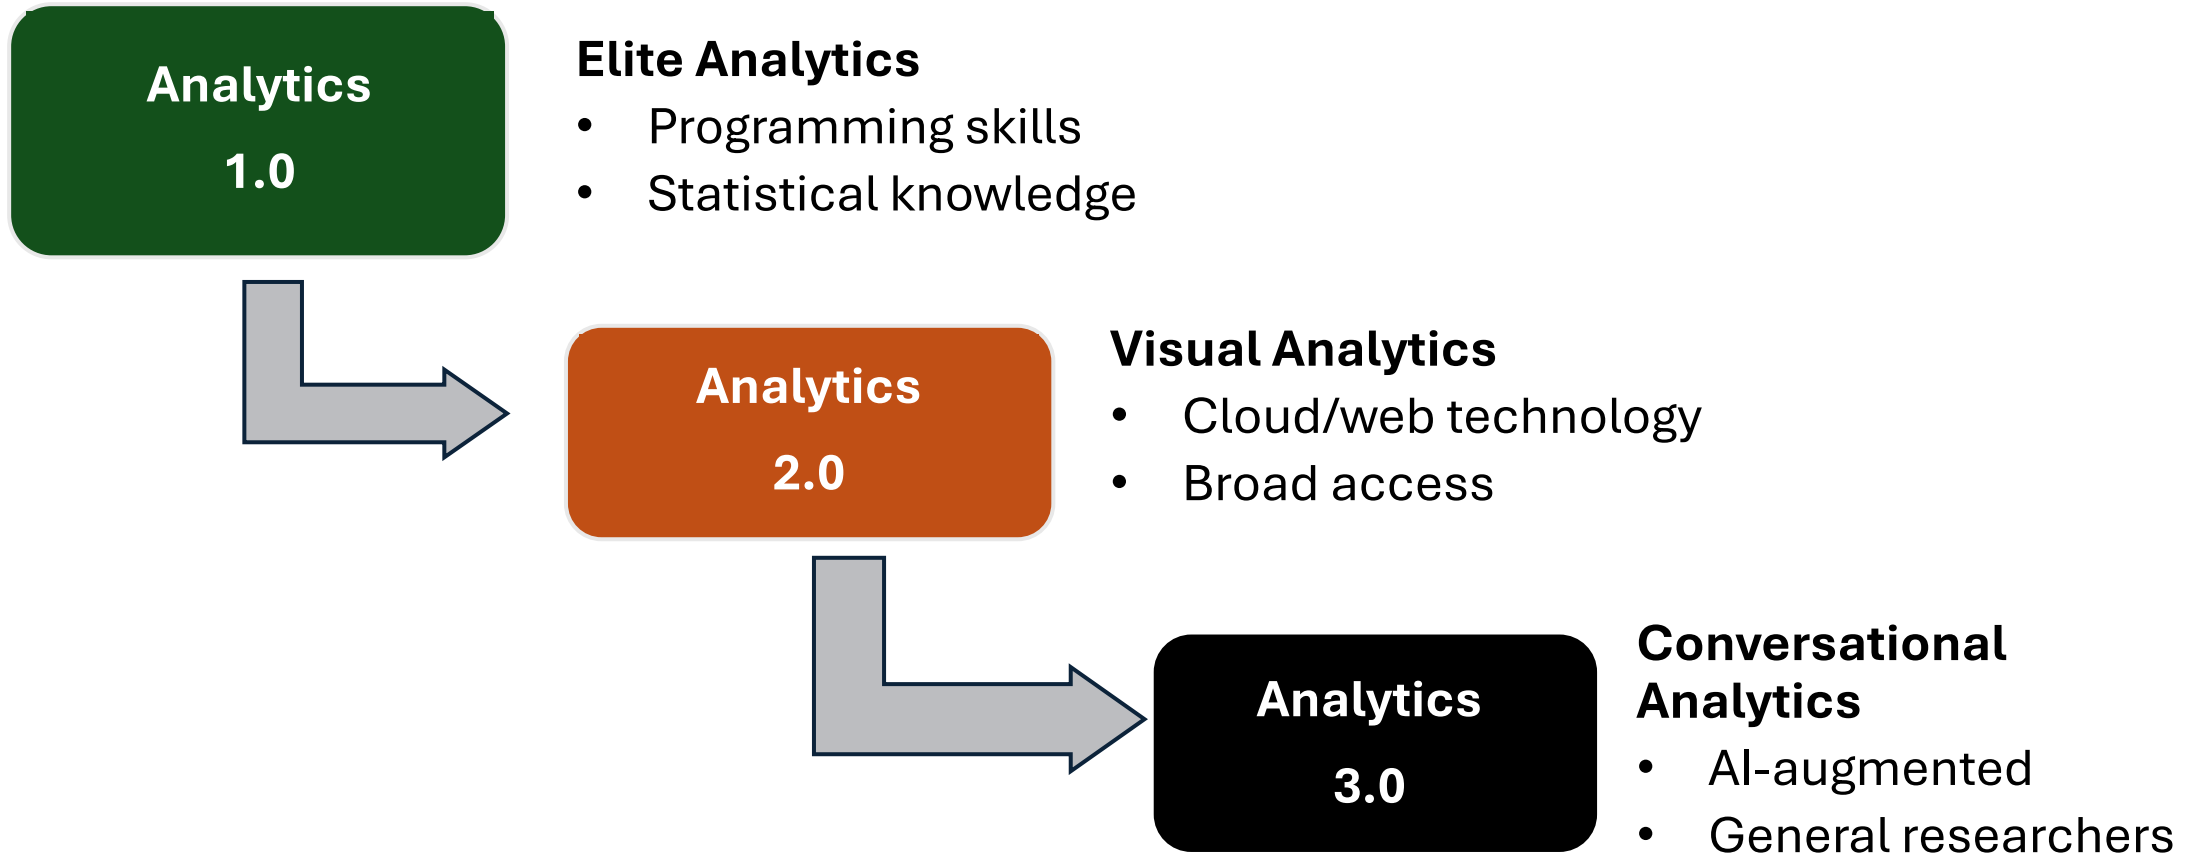 Analytics
1.0
Elite Analytics
• Programming skills
• Statistical knowledge
Analytics
2.0
Visual Analytics
• Cloud/web technology
• Broad access
Analytics
3.0
Conversational
Analytics
• AI-augmented
• General researchers